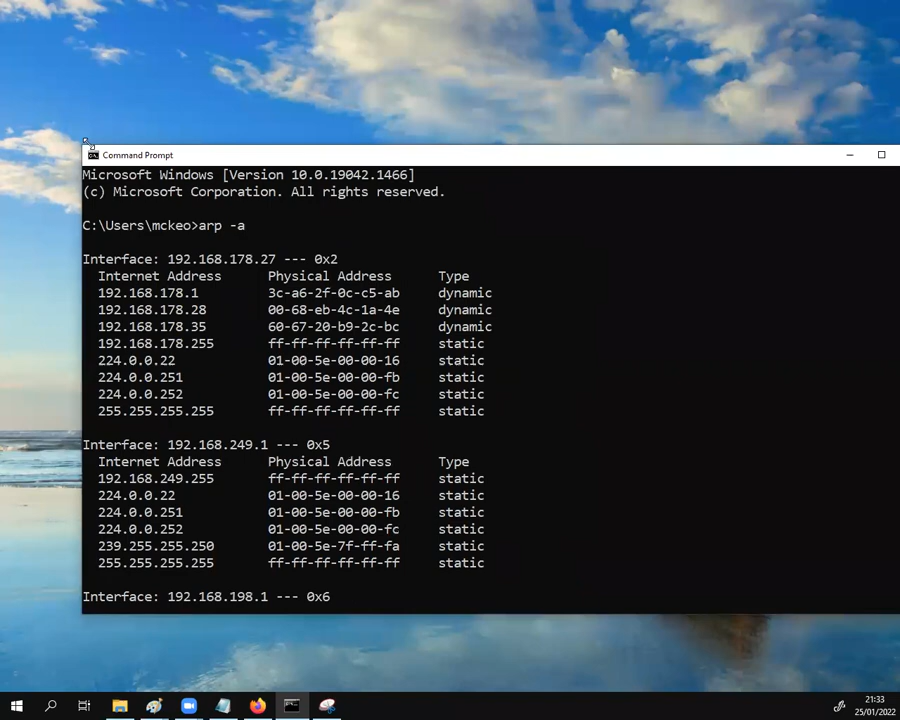 Command Prompt
Microsoft Windows [Version 10.0.19042.1466]
(c) Microsoft Corporation. All rights reserved.
C:\Users\mckeo>arp -a
Interface: 192.168.178.27 --- 0x2
Internet Address Physical Address Type
192.168.178.1 3c-a6-2f-0c-c5-ab dynamic
192.168.178.28 00-68-eb-4c-1a-4e dynamic
192.168.178.35 60-67-20-b9-2c-bc dynamic
192.168.178.255 ff-ff-ff-ff-ff-ff static
224.0.0.22 01-00-5e-00-00-16 static
224.0.0.251 01-00-5e-00-00-fb static
224.0.0.252 01-00-5e-00-00-fc static
255.255.255.255 ff-ff-ff-ff-ff-ff static
Interface: 192.168.249.1 --- 0x5
Internet Address Physical Address Type
192.168.249.255 ff-ff-ff-ff-ff-ff static
224.0.0.22 01-00-5e-00-00-16 static
224.0.0.251 01-00-5e-00-00-fb static
224.0.0.252 01-00-5e-00-00-fc static
239.255.255.250 01-00-5e-7f-ff-fa static
255.255.255.255 ff-ff-ff-ff-ff-ff static
Interface: 192.168.198.1 --- 0x6
21:33
25/01/2022